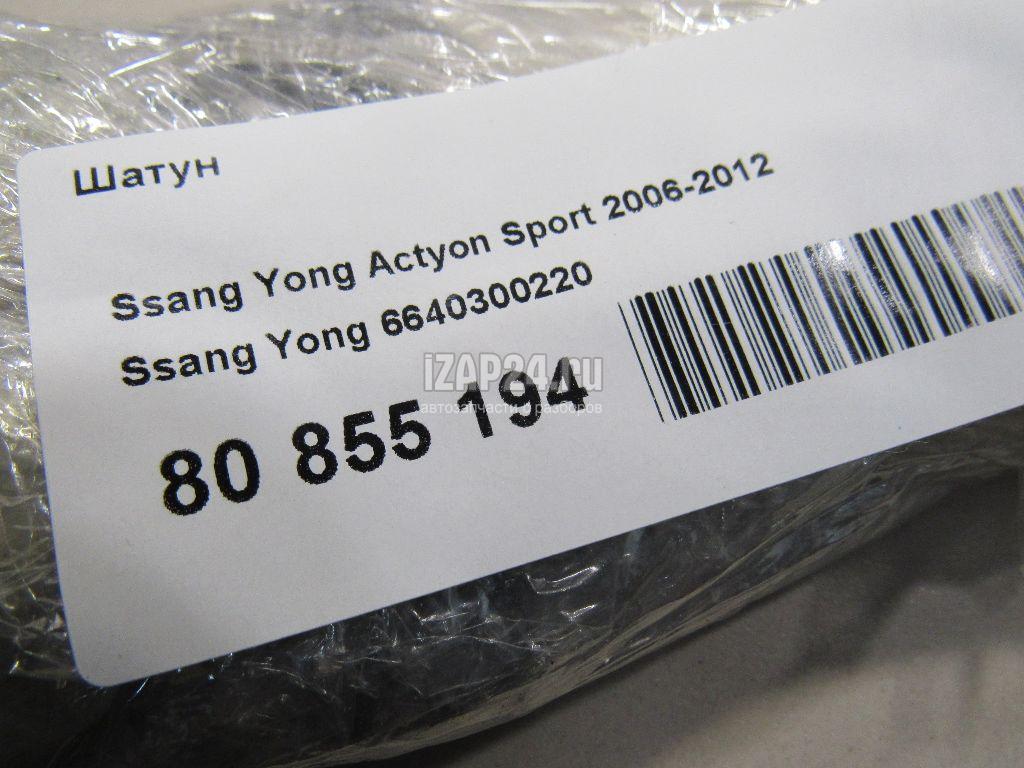 Шатун
Ssang Yong Actyon Sport 2006-2012
Ssang Yong 6640300220
iZAP24.ru
автозапчасти с разборов
80 855 194